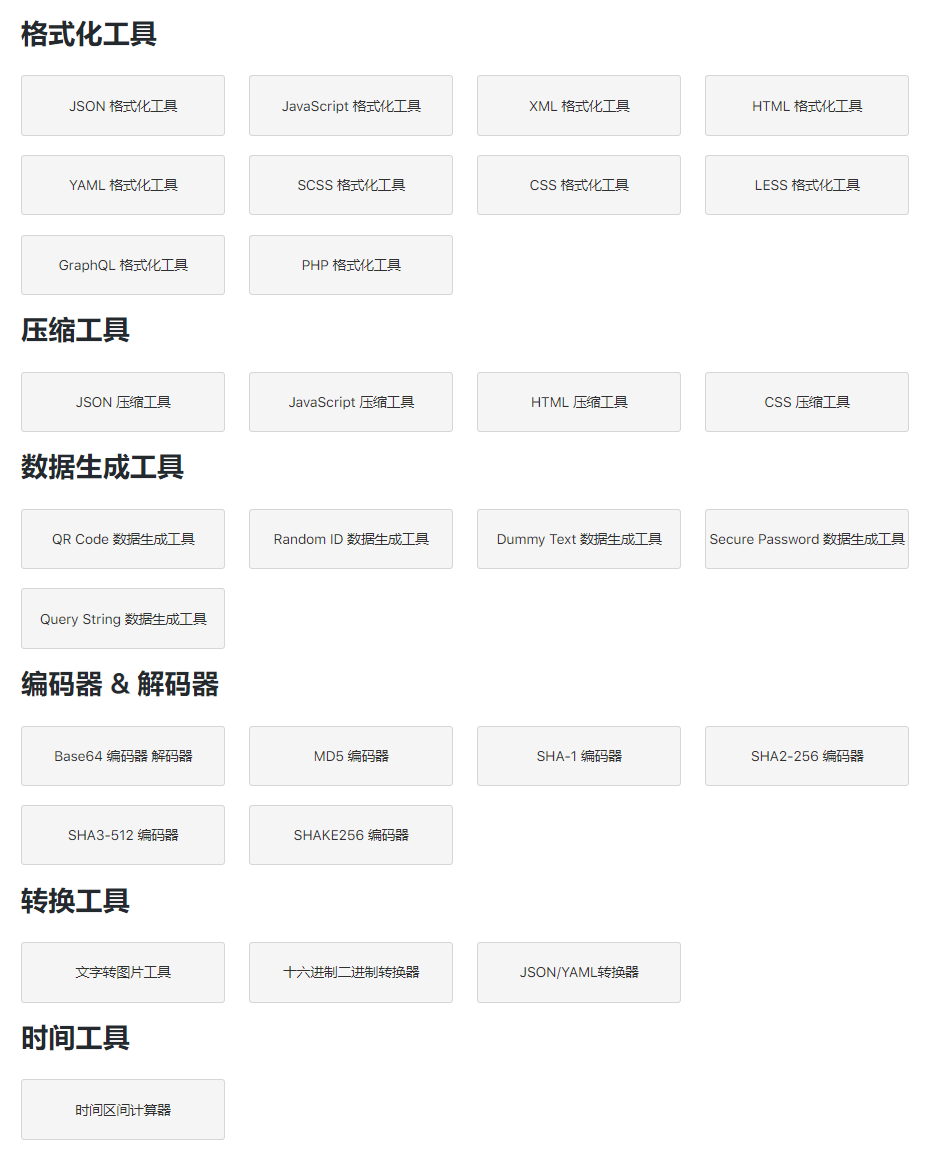 格式化工具
JSON 格式化工具
JavaScript 格式化工具
XML 格式化工具
HTML 格式化工具
YAML 格式化工具
SCSS 格式化工具
CSS 格式化工具
LESS 格式化工具
GraphQL 格式化工具
PHP 格式化工具
压缩工具
JSON 压缩工具
JavaScript 压缩工具
HTML 压缩工具
CSS 压缩工具
数据生成工具
QR Code 数据生成工具
Random ID 数据生成工具
Dummy Text 数据生成工具
Secure Password 数据生成工具
Query String 数据生成工具
编码器 & 解码器
Base64 编码器 解码器
MD5 编码器
SHA-1 编码器
SHA2-256 编码器
SHA3-512 编码器
SHAKE256 编码器
转换工具
文字转图片工具
十六进制二进制转换器
JSON/YAML转换器
时间工具
时间区间计算器